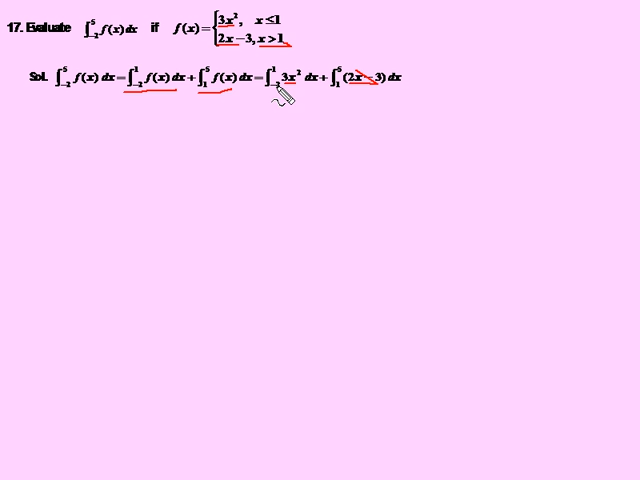 17. Evaluate ∫₋₂⁵ f(x) dx if f(x) = { 3x², x ≤ 1
2x − 3, x > 1
Sol. ∫₋₂⁵ f(x) dx = ∫₋₂¹ f(x) dx + ∫₁⁵ f(x) dx = ∫₋₂¹ 3x² dx + ∫₁⁵ (2x − 3) dx